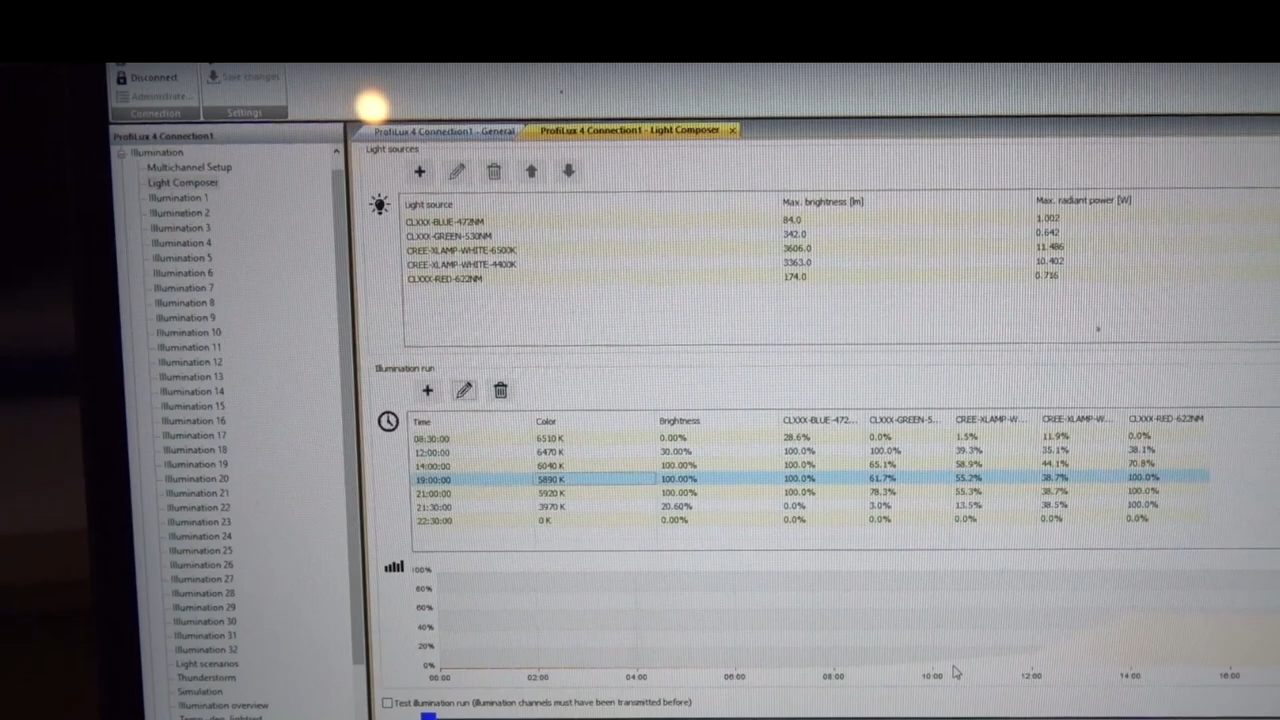 Disconnect
Save changes
Administrate...
Connection
Settings
ProfiLux 4 Connection1
Illumination
Multichannel Setup
Light Composer
Illumination 1
Illumination 2
Illumination 3
Illumination 4
Illumination 5
Illumination 6
Illumination 7
Illumination 8
Illumination 9
Illumination 10
Illumination 11
Illumination 12
Illumination 13
Illumination 14
Illumination 15
Illumination 16
Illumination 17
Illumination 18
Illumination 19
Illumination 20
Illumination 21
Illumination 22
Illumination 23
Illumination 24
Illumination 25
Illumination 26
Illumination 27
Illumination 28
Illumination 29
Illumination 30
Illumination 31
Illumination 32
Light scenarios
Thunderstorm
Simulation
Illumination overview
ProfiLux 4 Connection1 - General
ProfiLux 4 Connection1 - Light Composer
Light sources
Light source Max. brightness [lm] Max. radiant power [W]
CLXXX-BLUE-472NM 84.0 1.002
CLXXX-GREEN-530NM 342.0 0.642
CREE-XLAMP-WHITE-6500K 3606.0 11.486
CREE-XLAMP-WHITE-4400K 3363.0 10.402
CLXXX-RED-622NM 174.0 0.716
Illumination run
Time Color Brightness CLXXX-BLUE-472... CLXXX-GREEN-5... CREE-XLAMP-W... CREE-XLAMP-W... CLXXX-RED-622NM
08:30:00 6510 K 0.00% 28.6% 0.0% 1.5% 11.9% 0.0%
12:00:00 6470 K 30.00% 100.0% 100.0% 39.3% 35.1% 38.1%
14:00:00 6040 K 100.00% 100.0% 65.1% 58.9% 44.1% 70.8%
19:00:00 5890 K 100.00% 100.0% 61.7% 55.2% 38.7% 100.0%
21:00:00 5920 K 100.00% 100.0% 78.3% 55.3% 38.7% 100.0%
21:30:00 3970 K 20.60% 0.0% 3.0% 13.5% 38.5% 100.0%
22:30:00 0 K 0.00% 0.0% 0.0% 0.0% 0.0% 0.0%
100%
80%
60%
40%
20%
0%
00:00 02:00 04:00 06:00 08:00 10:00 12:00 14:00 16:00
Test illumination run (illumination channels must have been transmitted before)